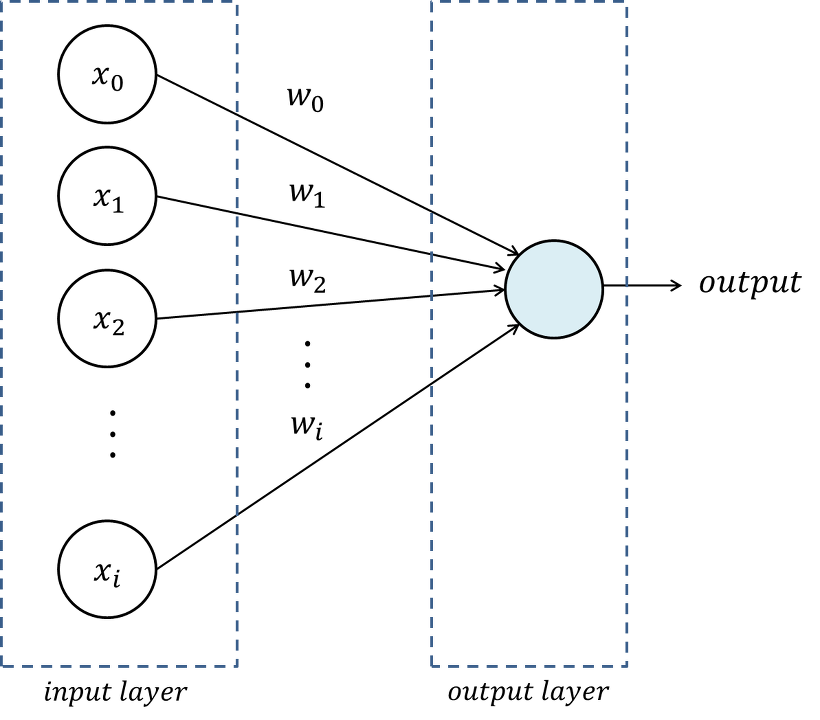 x₀
w₀
x₁
w₁
x₂
w₂
output
⋮
⋮
wᵢ
xᵢ
input layer
output layer